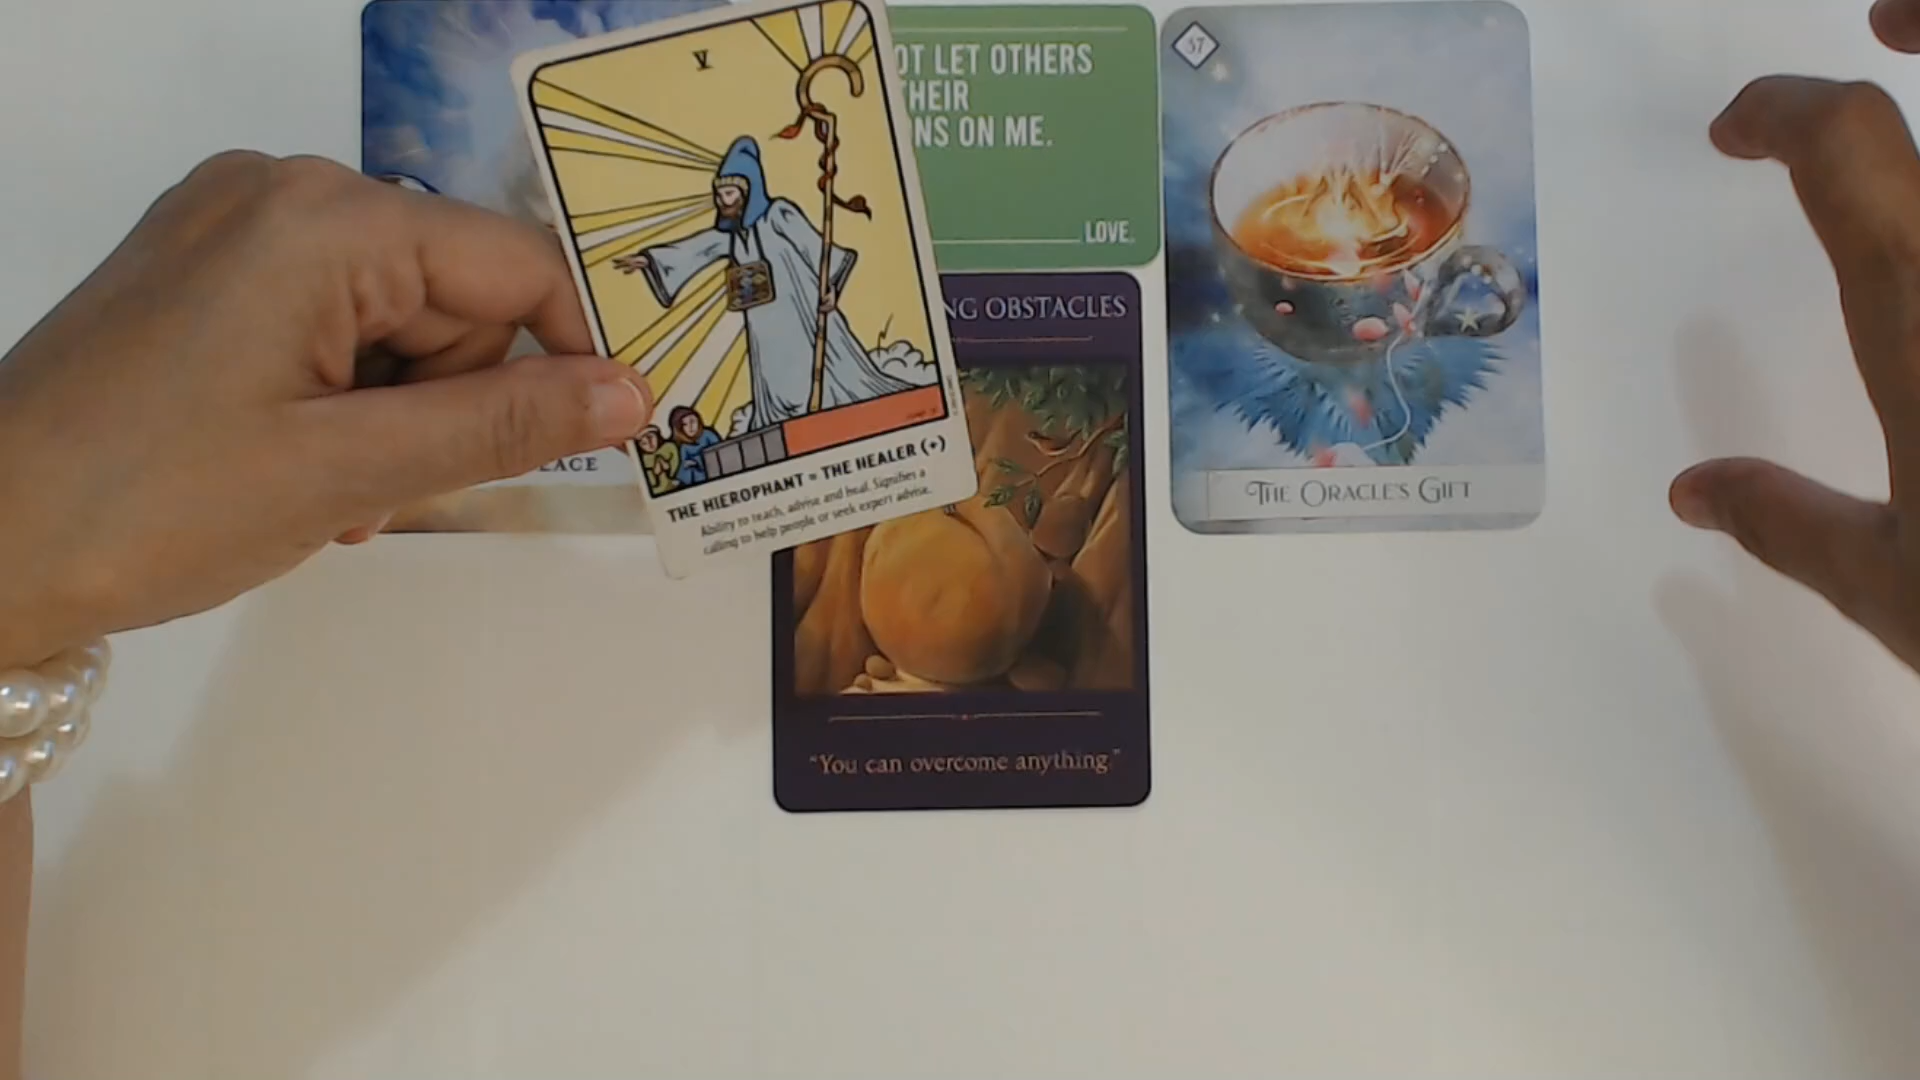 V
OT LET OTHERS
THEIR
NS ON ME.
LOVE.
37
THE ORACLE'S GIFT
LACE
THE HIEROPHANT = THE HEALER (+)
Ability to teach, advise and heal. Signifies a
calling to help people or seek expert advise.
NG OBSTACLES
"You can overcome anything."